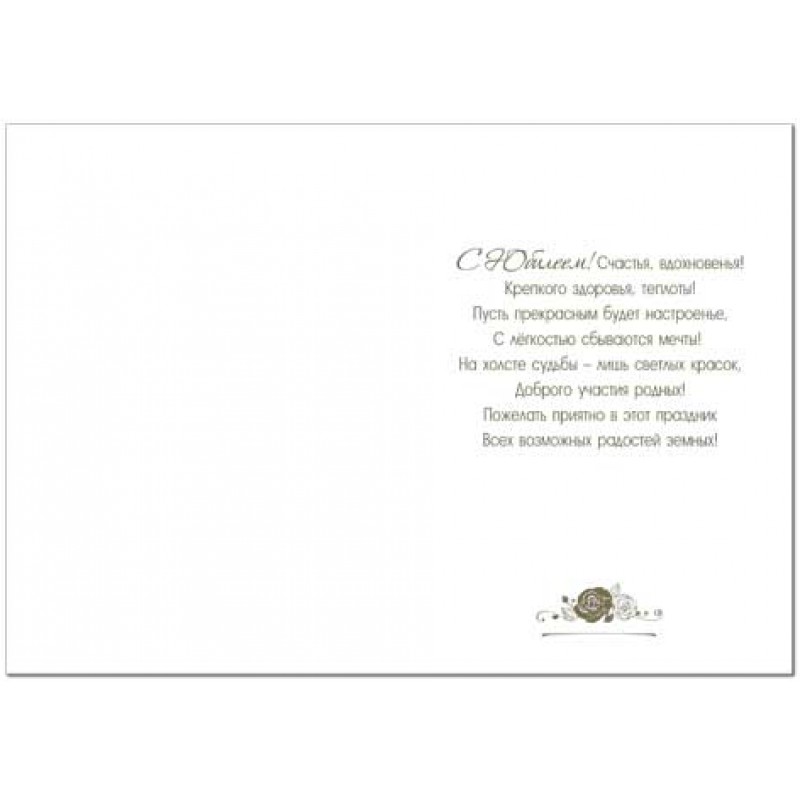 С Юбилеем! Счастья, вдохновенья!
Крепкого здоровья, теплоты!
Пусть прекрасным будет настроенье,
С лёгкостью сбываются мечты!
На холсте судьбы – лишь светлых красок,
Доброго участия родных!
Пожелать приятно в этот праздник
Всех возможных радостей земных!